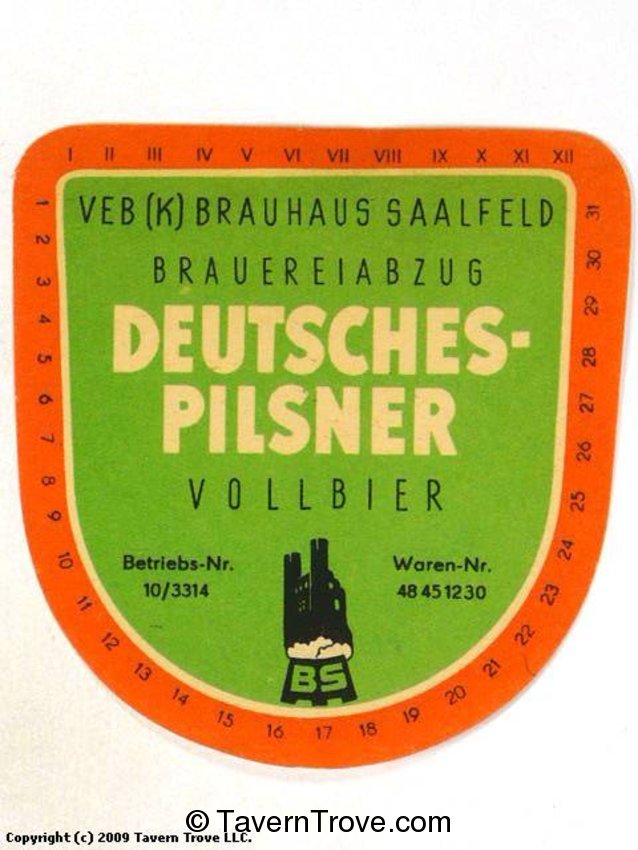 I II III IV V VI VII VIII IX X XI XII
VEB (K) BRAUHAUS SAALFELD
BRAUEREIABZUG
DEUTSCHES-
PILSNER
VOLLBIER
Betriebs-Nr.
10/3314
Waren-Nr.
48 45 12 30
BS
1 2 3 4 5 6 7 8 9 10 11 12 13 14 15 16 17 18 19 20 21 22 23 24 25 26 27 28 29 30 31
© TavernTrove.com
Copyright (c) 2009 Tavern Trove LLC.